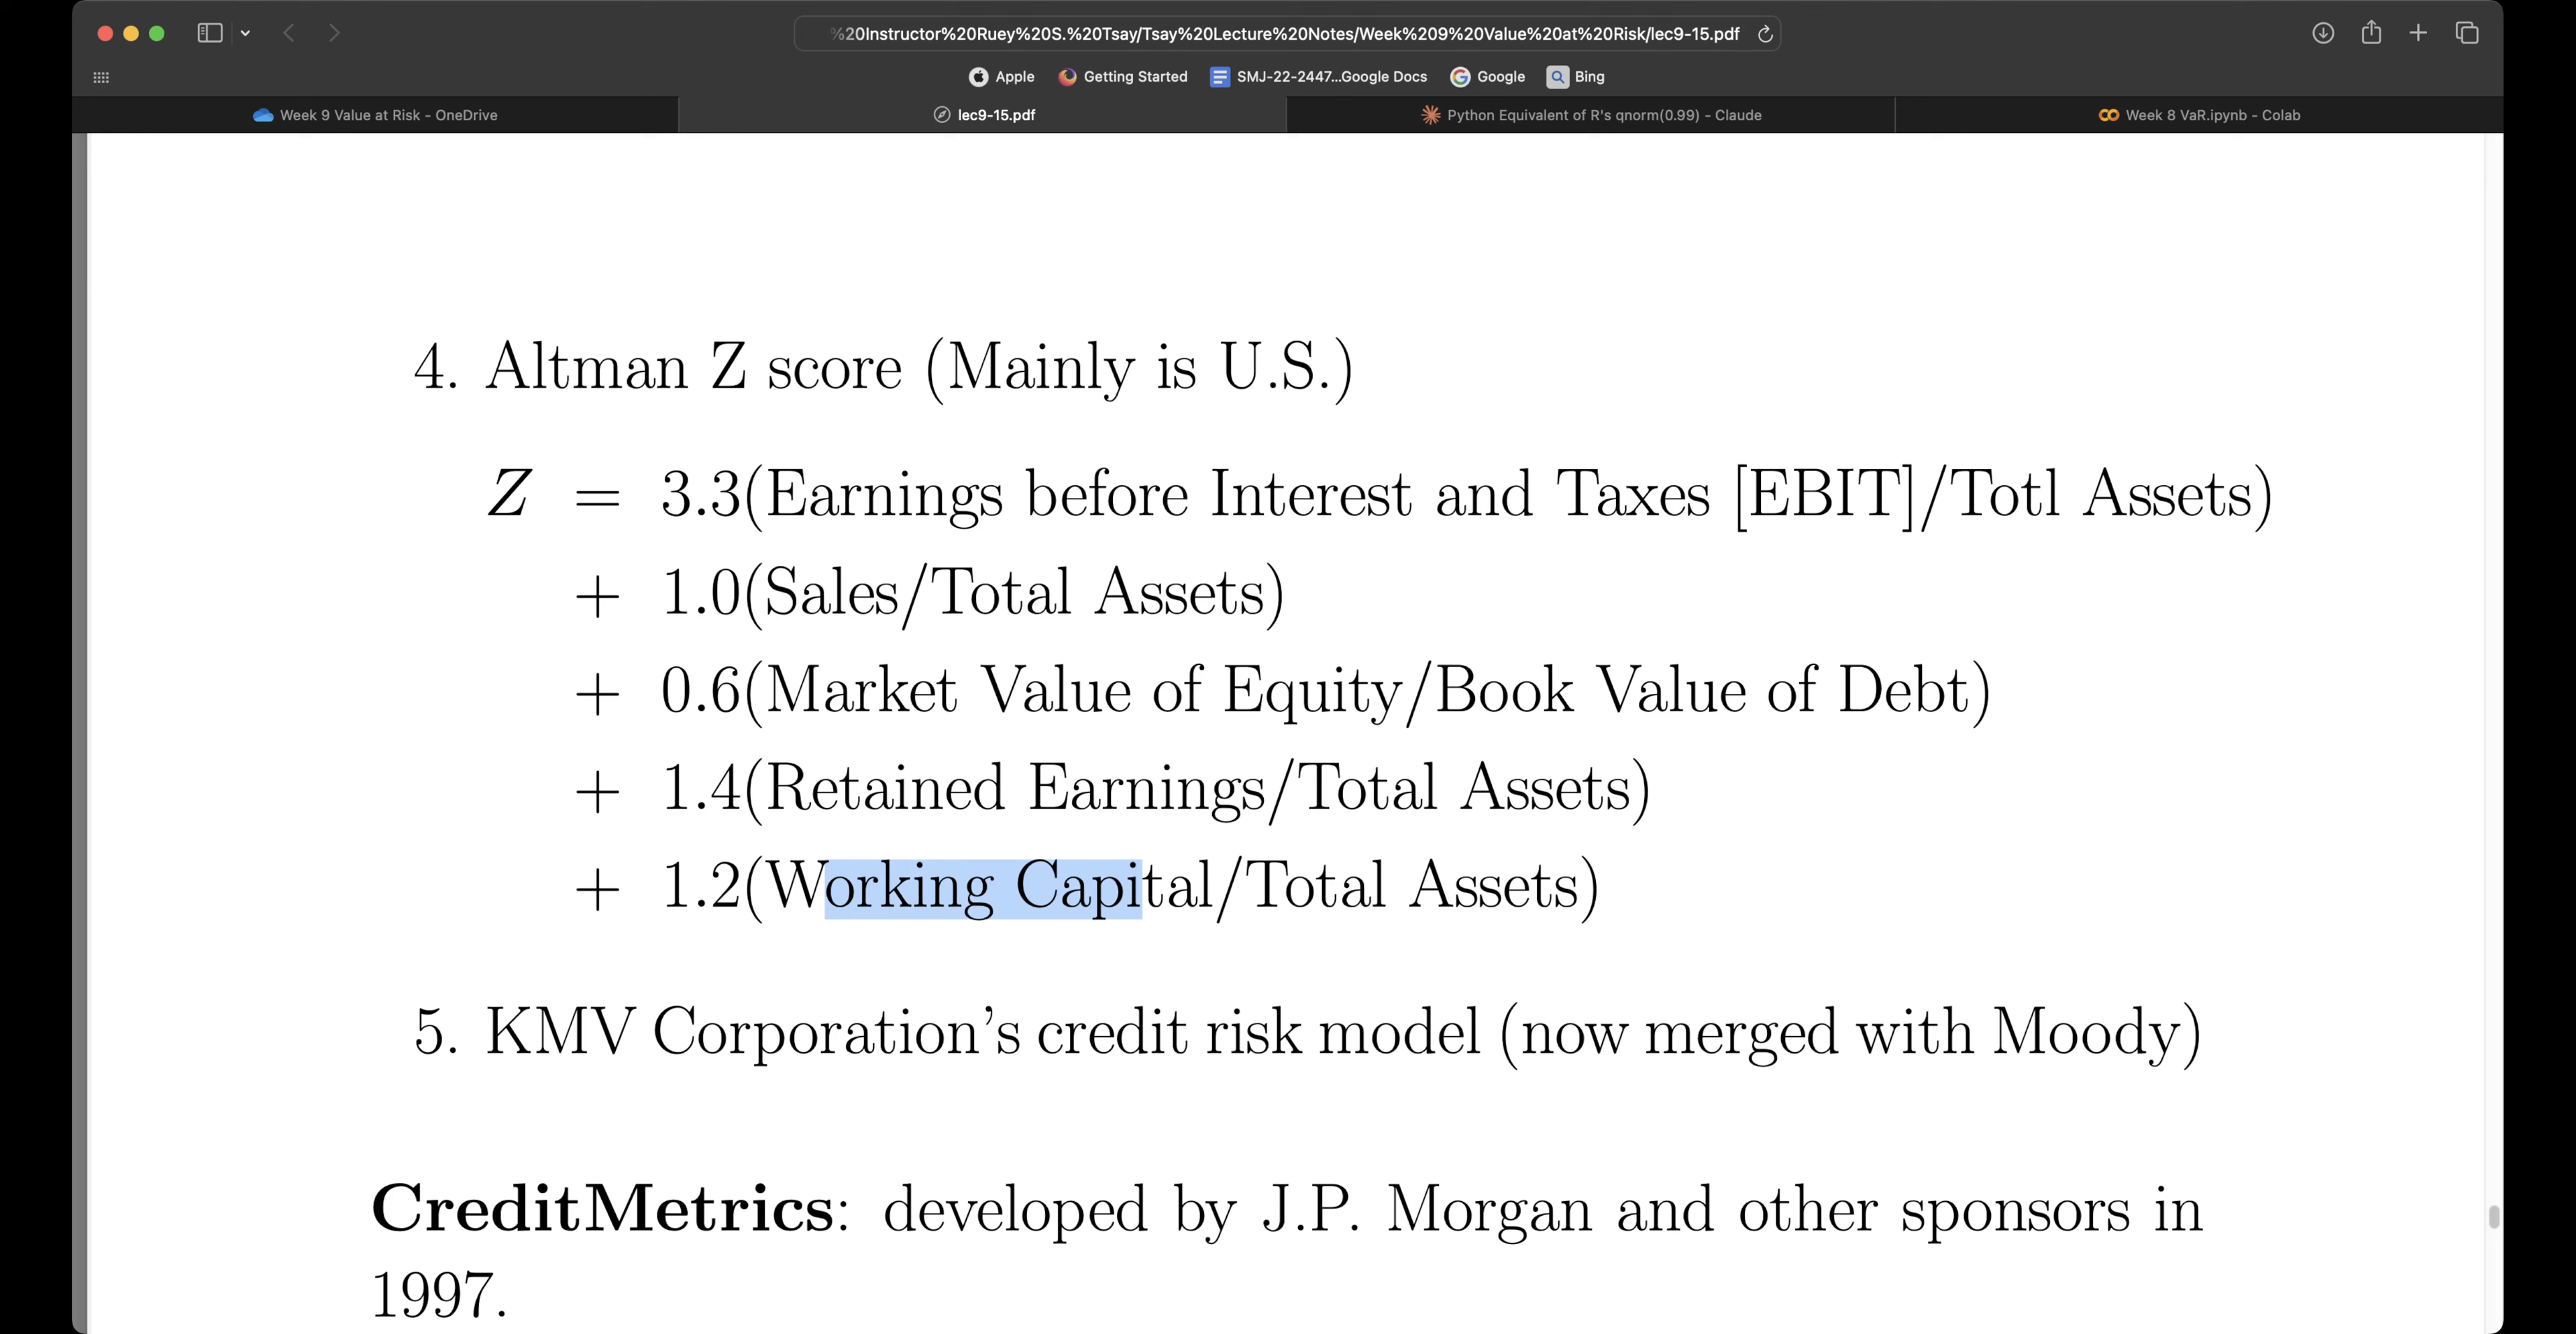 %20Instructor%20Ruey%20S.%20Tsay/Tsay%20Lecture%20Notes/Week%209%20Value%20at%20Risk/lec9-15.pdf
Apple Getting Started SMJ-22-2447...Google Docs Google Bing
Week 9 Value at Risk - OneDrive lec9-15.pdf Python Equivalent of R's qnorm(0.99) - Claude Week 8 VaR.ipynb - Colab
4. Altman Z score (Mainly is U.S.)
Z = 3.3(Earnings before Interest and Taxes [EBIT]/Totl Assets)
+ 1.0(Sales/Total Assets)
+ 0.6(Market Value of Equity/Book Value of Debt)
+ 1.4(Retained Earnings/Total Assets)
+ 1.2(Working Capital/Total Assets)
5. KMV Corporation's credit risk model (now merged with Moody)
CreditMetrics: developed by J.P. Morgan and other sponsors in
1997.